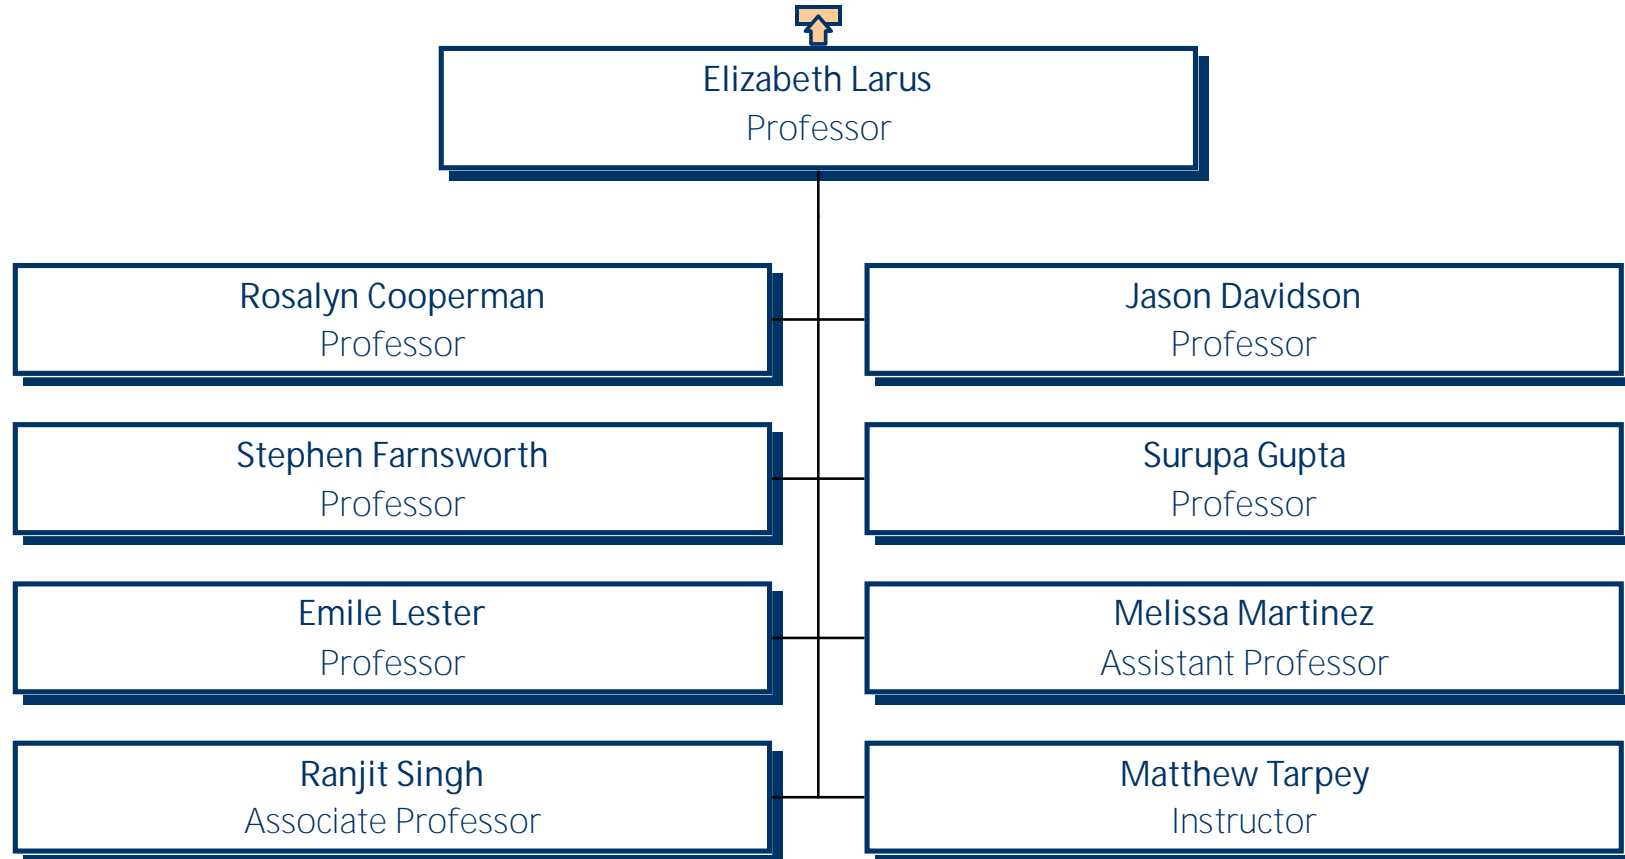 Elizabeth Larus
Professor
Rosalyn Cooperman
Professor
Jason Davidson
Professor
Stephen Farnsworth
Professor
Surupa Gupta
Professor
Emile Lester
Professor
Melissa Martinez
Assistant Professor
Ranjit Singh
Associate Professor
Matthew Tarpey
Instructor